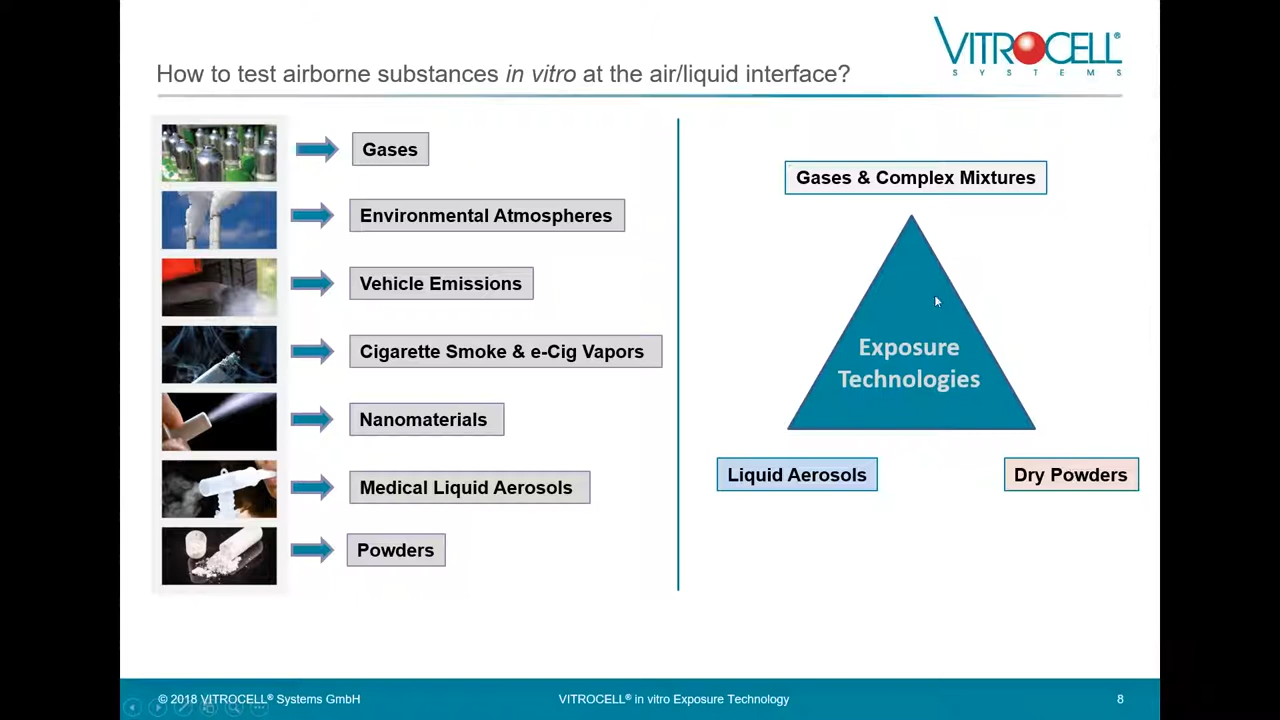 VITROCELL®
SYSTEMS
How to test airborne substances in vitro at the air/liquid interface?
Gases
Environmental Atmospheres
Vehicle Emissions
Cigarette Smoke & e-Cig Vapors
Nanomaterials
Medical Liquid Aerosols
Powders
Gases & Complex Mixtures
Exposure
Technologies
Liquid Aerosols
Dry Powders
© 2018 VITROCELL® Systems GmbH
VITROCELL® in vitro Exposure Technology
8